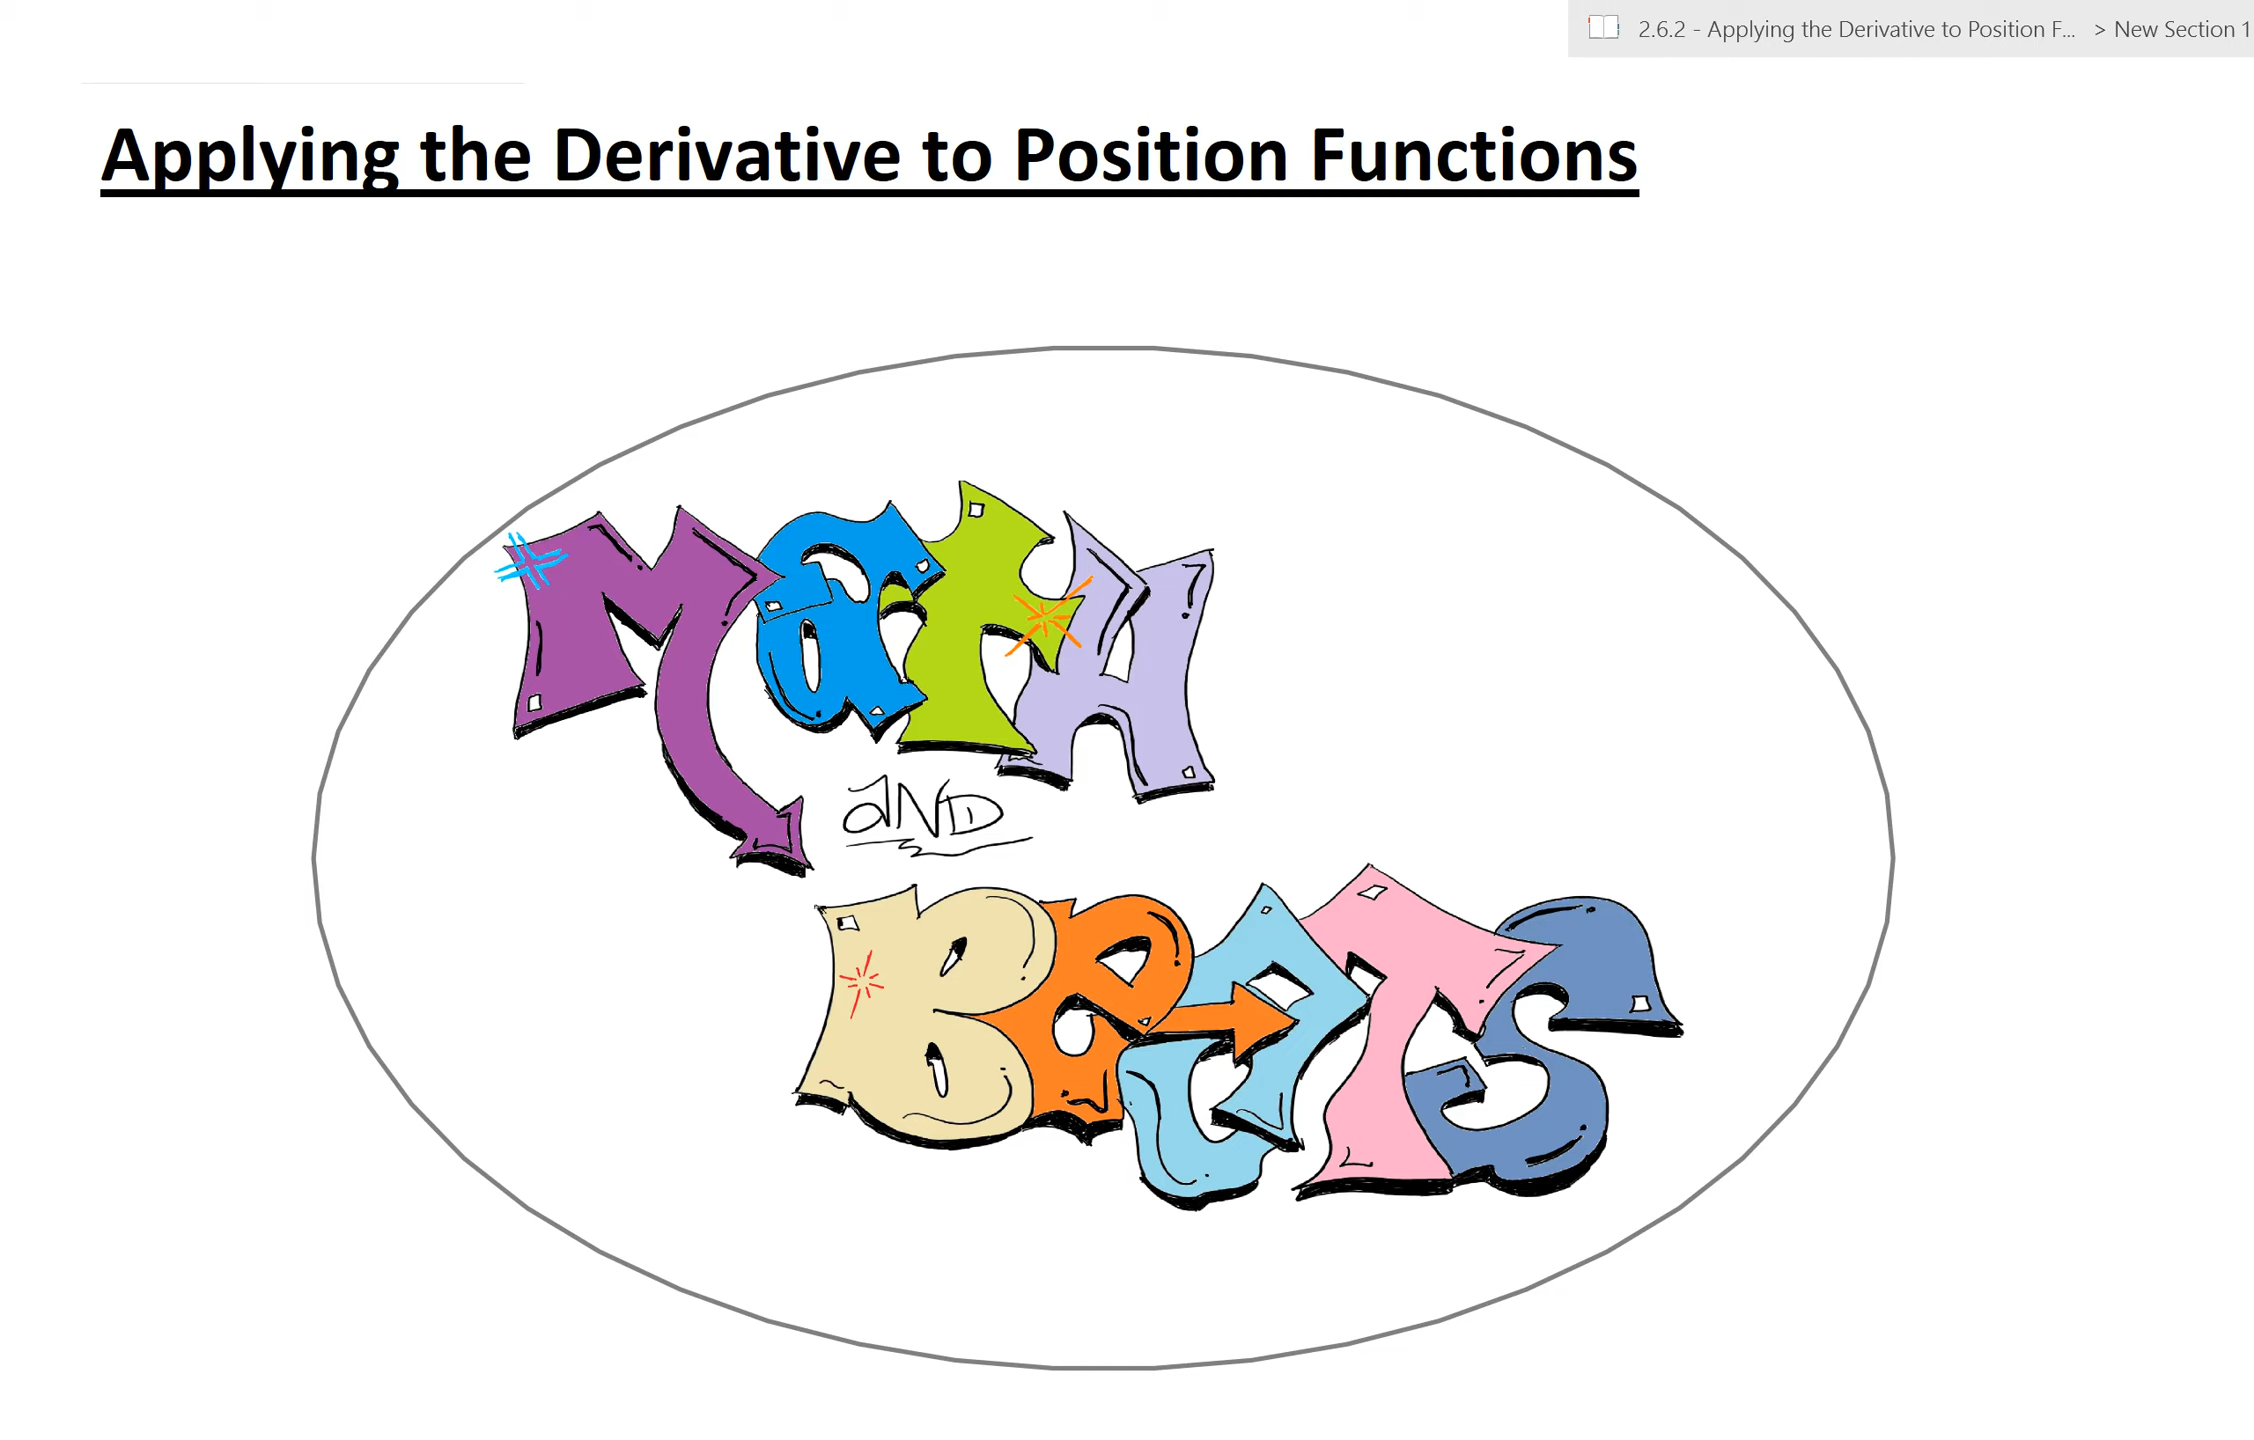 2.6.2 - Applying the Derivative to Position F... > New Section 1
Applying the Derivative to Position Functions
MaTH
aND
BeaTS